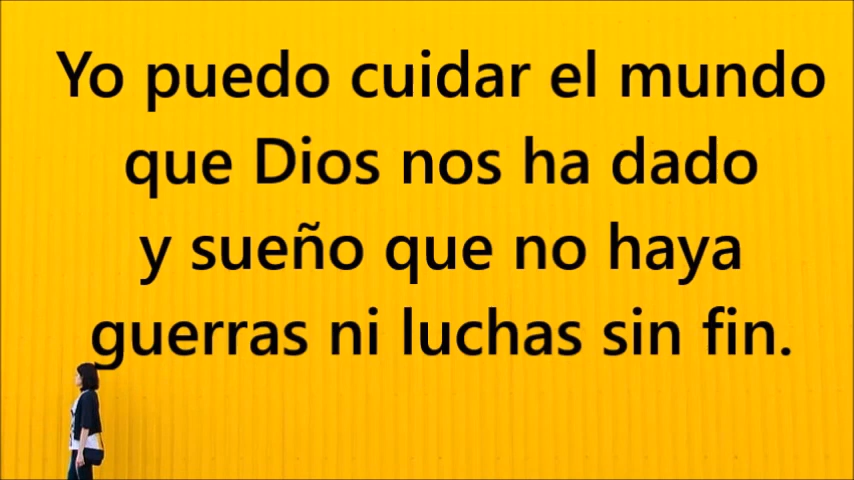 Yo puedo cuidar el mundo
que Dios nos ha dado
y sueño que no haya
guerras ni luchas sin fin.